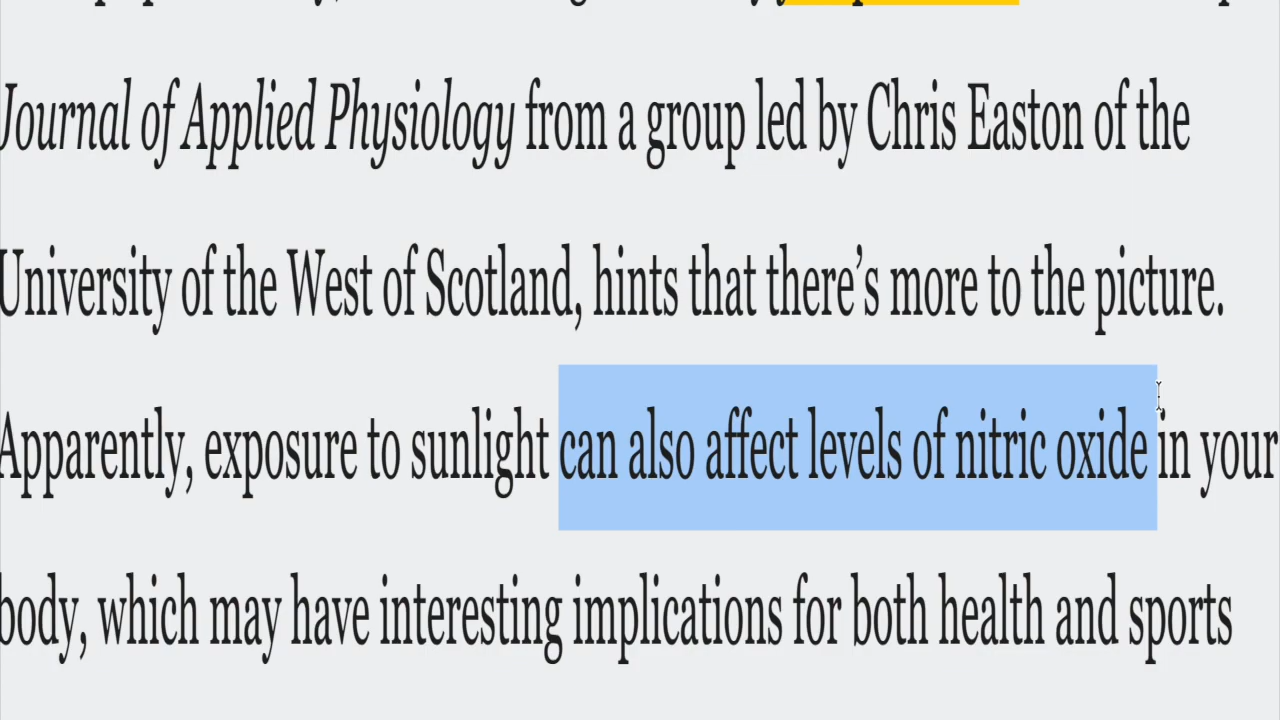 Journal of Applied Physiology from a group led by Chris Easton of the
University of the West of Scotland, hints that there’s more to the picture.
Apparently, exposure to sunlight can also affect levels of nitric oxide in your
body, which may have interesting implications for both health and sports